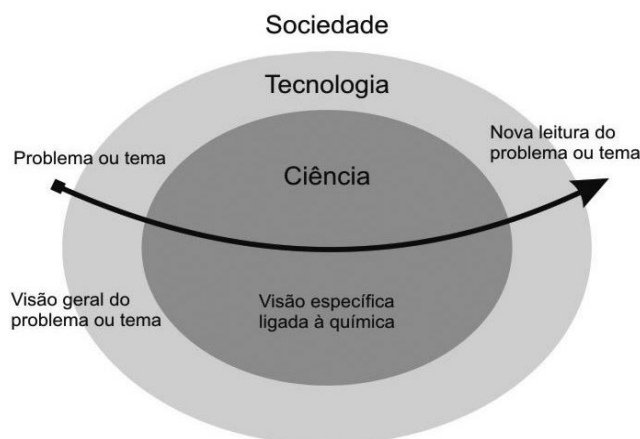 Sociedade
Tecnologia
Nova leitura do
problema ou tema
Problema ou tema
Ciência
Visão geral do
problema ou tema
Visão específica
ligada à química